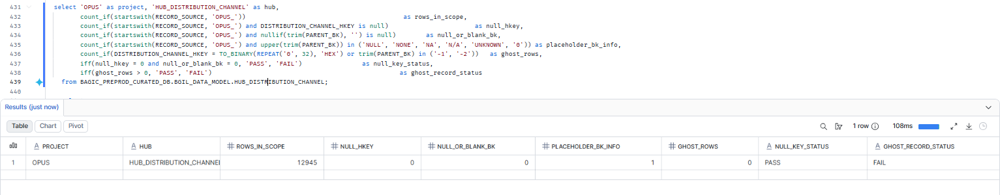 431 select 'OPUS' as project, 'HUB_DISTRIBUTION_CHANNEL' as hub,
432 count_if(startswith(RECORD_SOURCE, 'OPUS_')) as rows_in_scope,
433 count_if(startswith(RECORD_SOURCE, 'OPUS_') and DISTRIBUTION_CHANNEL_HKEY is null) as null_hkey,
434 count_if(startswith(RECORD_SOURCE, 'OPUS_') and nullif(trim(PARENT_BK), '') is null) as null_or_blank_bk,
435 count_if(startswith(RECORD_SOURCE, 'OPUS_') and upper(trim(PARENT_BK)) in ('NULL', 'NONE', 'NA', 'N/A', 'UNKNOWN', '0')) as placeholder_bk_info,
436 count_if(DISTRIBUTION_CHANNEL_HKEY = TO_BINARY(REPEAT('0', 32), 'HEX') or trim(PARENT_BK) in ('-1', '-2')) as ghost_rows,
437 iff(null_hkey = 0 and null_or_blank_bk = 0, 'PASS', 'FAIL') as null_key_status,
438 iff(ghost_rows > 0, 'PASS', 'FAIL') as ghost_record_status
439 from BAGIC_PREPROD_CURATED_DB.BGIL_DATA_MODEL.HUB_DISTRIBUTION_CHANNEL;
440
Results (just now)
Table Chart Pivot 1 row 108ms
PROJECT HUB ROWS_IN_SCOPE NULL_HKEY NULL_OR_BLANK_BK PLACEHOLDER_BK_INFO GHOST_ROWS NULL_KEY_STATUS GHOST_RECORD_STATUS
1 OPUS HUB_DISTRIBUTION_CHANNEL 12945 0 0 1 0 PASS FAIL